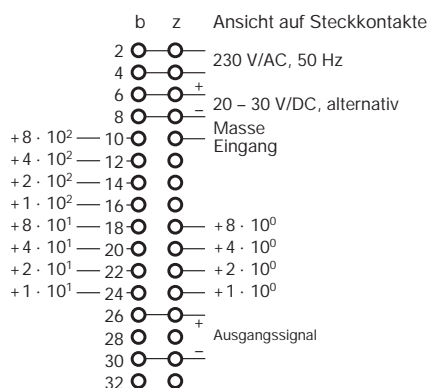 b z Ansicht auf Steckkontakte
2
230 V/AC, 50 Hz
4
6 +
20 – 30 V/DC, alternativ
8 –
Masse
+8 · 10² 10 Eingang
+4 · 10² 12
+2 · 10² 14
+1 · 10² 16
+8 · 10¹ 18 +8 · 10⁰
+4 · 10¹ 20 +4 · 10⁰
+2 · 10¹ 22 +2 · 10⁰
+1 · 10¹ 24 +1 · 10⁰
26 +
28 Ausgangssignal
30 –
32